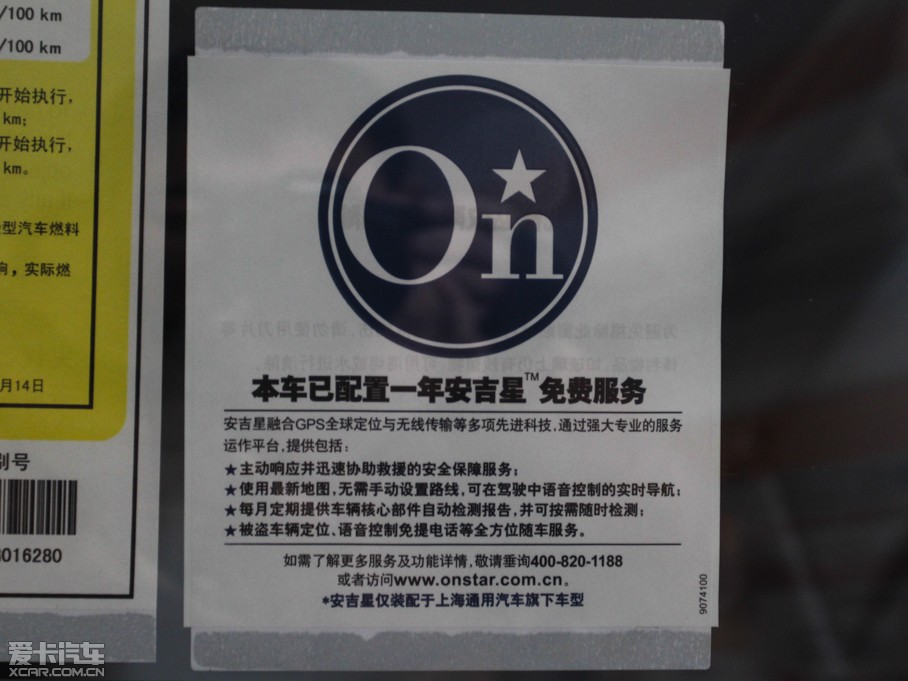 /100 km
/100 km
开始执行，
km；
开始执行，
km。
型汽车燃料
响，实际燃
月14日
别号
016280
On
本车已配置一年安吉星™免费服务
安吉星融合GPS全球定位与无线传输等多项先进科技，通过强大专业的服务
运作平台，提供包括：
★主动响应并迅速协助救援的安全保障服务；
★使用最新地图，无需手动设置路线，可在驾驶中语音控制的实时导航；
★每月定期提供车辆核心部件自动检测报告，并可按需随时检测；
★被盗车辆定位、语音控制免提电话等全方位随车服务。
如需了解更多服务及功能详情，敬请垂询400-820-1188
或者访问www.onstar.com.cn。
*安吉星仅装配于上海通用汽车旗下车型
9074100
爱卡汽车
XCAR.COM.CN